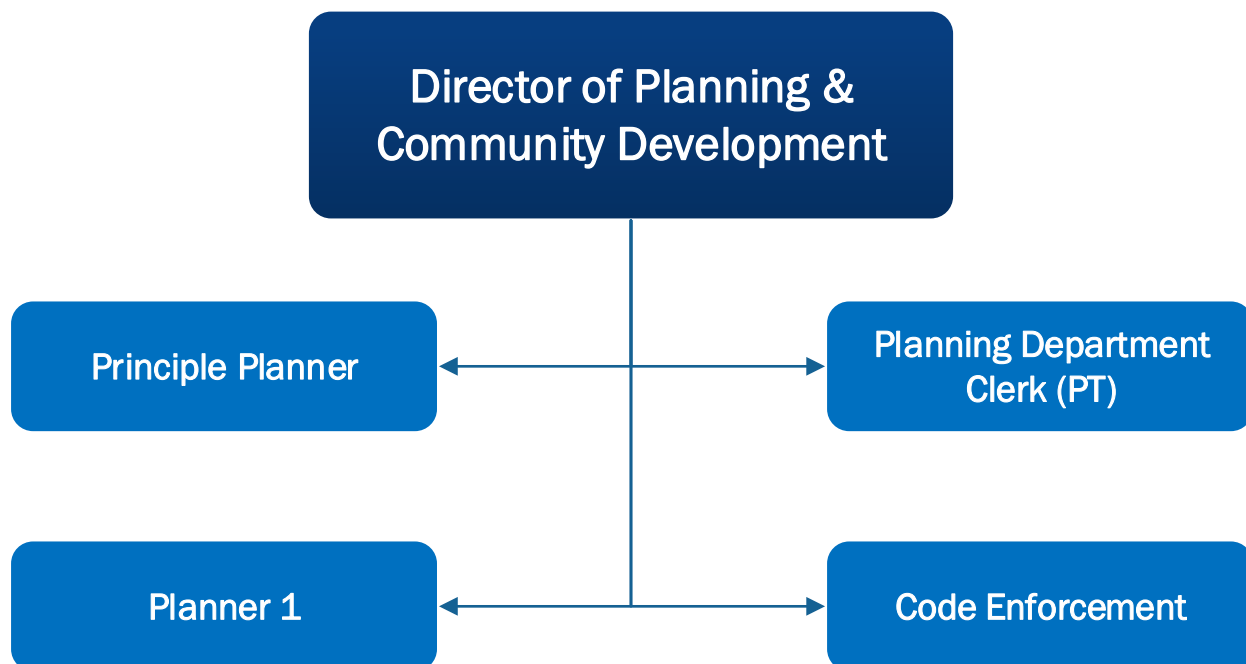 Director of Planning &
Community Development
Principle Planner
Planning Department
Clerk (PT)
Planner 1
Code Enforcement